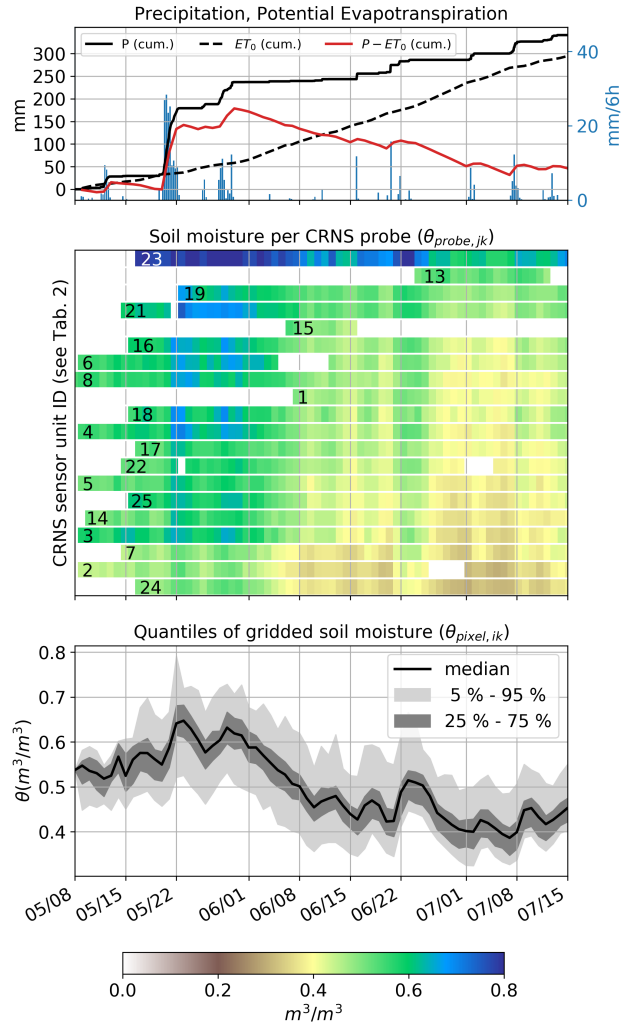 Precipitation, Potential Evapotranspiration
P (cum.) ET0 (cum.) P − ET0 (cum.)
300
250
200
150
100
50
0
mm
40
20
0
mm/6h
Soil moisture per CRNS probe (θprobe, jk)
CRNS sensor unit ID (see Tab. 2)
23
13
19
21
15
16
6
8
1
18
4
17
22
5
25
14
3
7
2
24
Quantiles of gridded soil moisture (θpixel, ik)
median
5 % - 95 %
25 % - 75 %
0.8
0.7
0.6
0.5
0.4
θ(m³/m³)
05/08 05/15 05/22 06/01 06/08 06/15 06/22 07/01 07/08 07/15
0.0 0.2 0.4 0.6 0.8
m³/m³